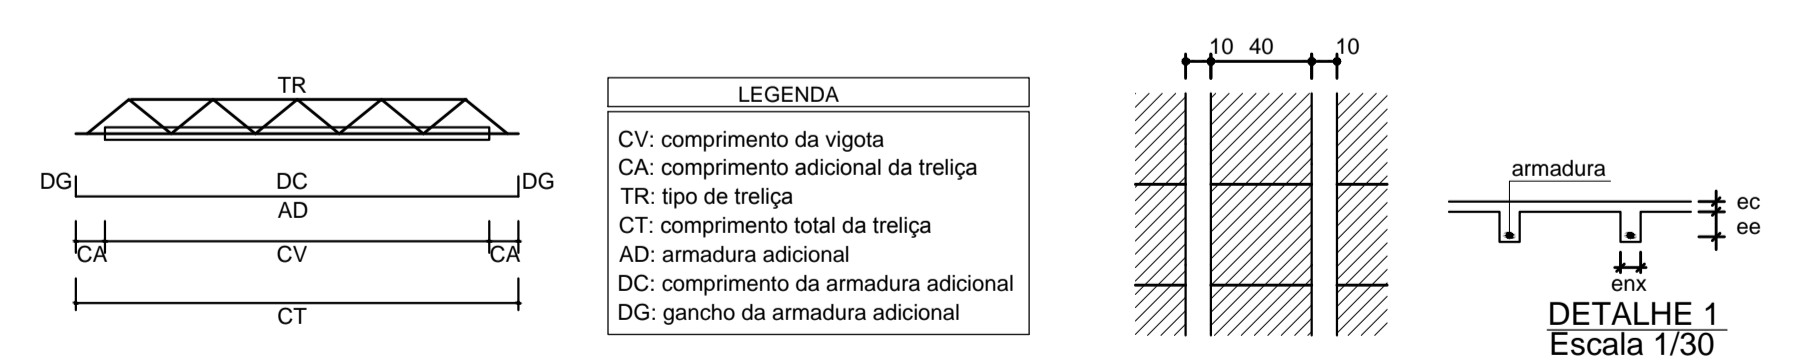 TR
DG
DC
DG
AD
CA
CV
CA
CT
LEGENDA
CV: comprimento da vigota
CA: comprimento adicional da treliça
TR: tipo de treliça
CT: comprimento total da treliça
AD: armadura adicional
DC: comprimento da armadura adicional
DG: gancho da armadura adicional
10 40 10
armadura
ec
ee
enx
DETALHE 1
Escala 1/30